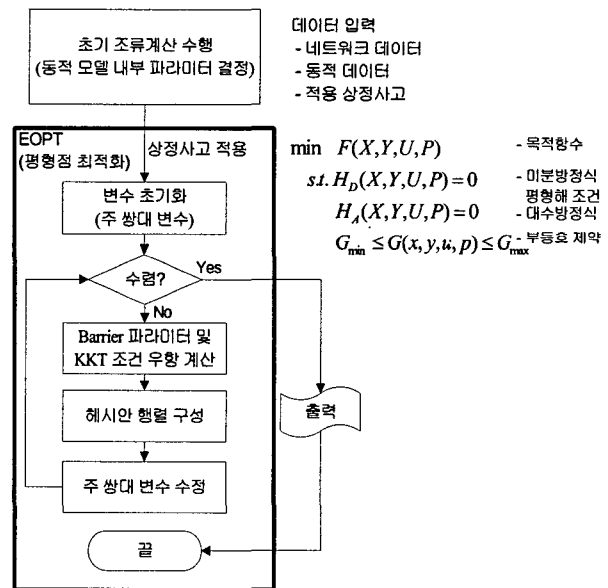 초기 조류계산 수행
(동적 모델 내부 파라미터 결정)
데이터 입력
- 네트워크 데이터
- 동적 데이터
- 적용 상정사고
EOPT
(평형점 최적화)
상정사고 적용
변수 초기화
(주 쌍대 변수)
수렴?
Yes
No
Barrier 파라미터 및
KKT 조건 우항 계산
헤시안 행렬 구성
주 쌍대 변수 수정
출력
끝
min F(X,Y,U,P) - 목적함수
s.t. H_D(X,Y,U,P)=0 - 미분방정식
평형해 조건
H_A(X,Y,U,P)=0 - 대수방정식
G_min ≤ G(x,y,u,p) ≤ G_max - 부등호 제약